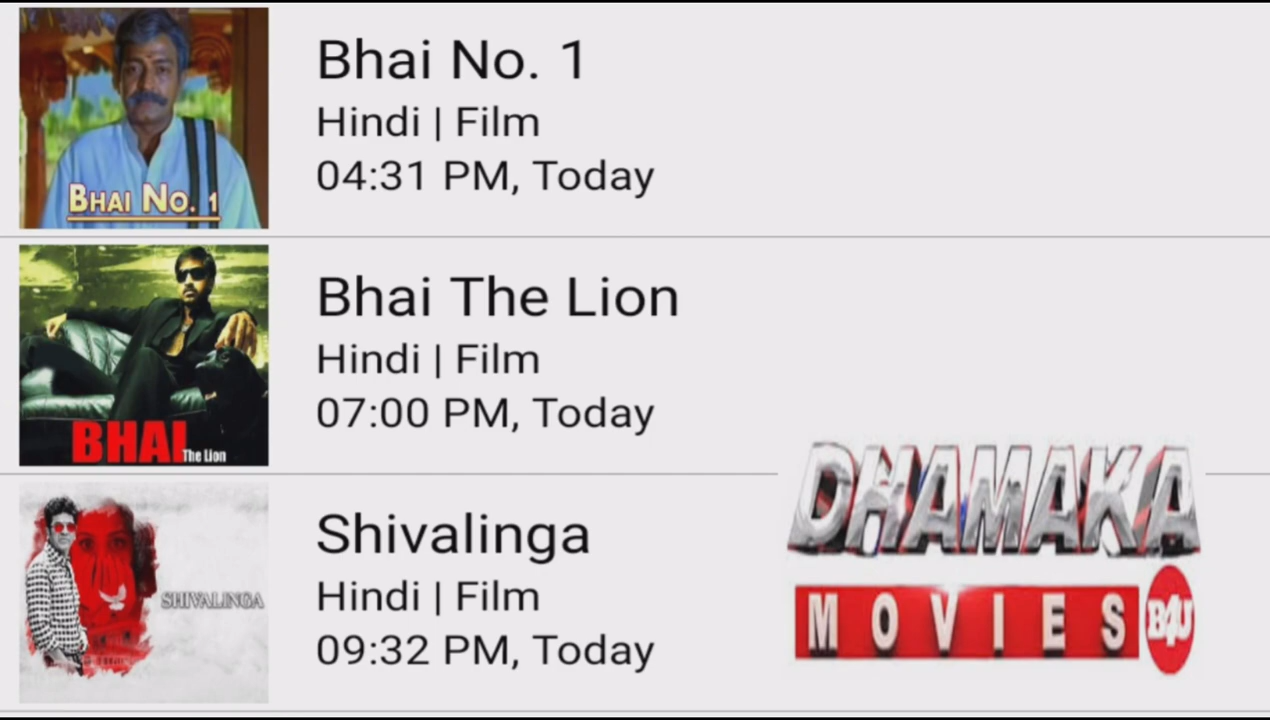 BHAI NO. 1
Bhai No. 1
Hindi | Film
04:31 PM, Today
BHAI The Lion
Bhai The Lion
Hindi | Film
07:00 PM, Today
SHIVALINGA
Shivalinga
Hindi | Film
09:32 PM, Today
DHAMAKA
MOVIES B4U